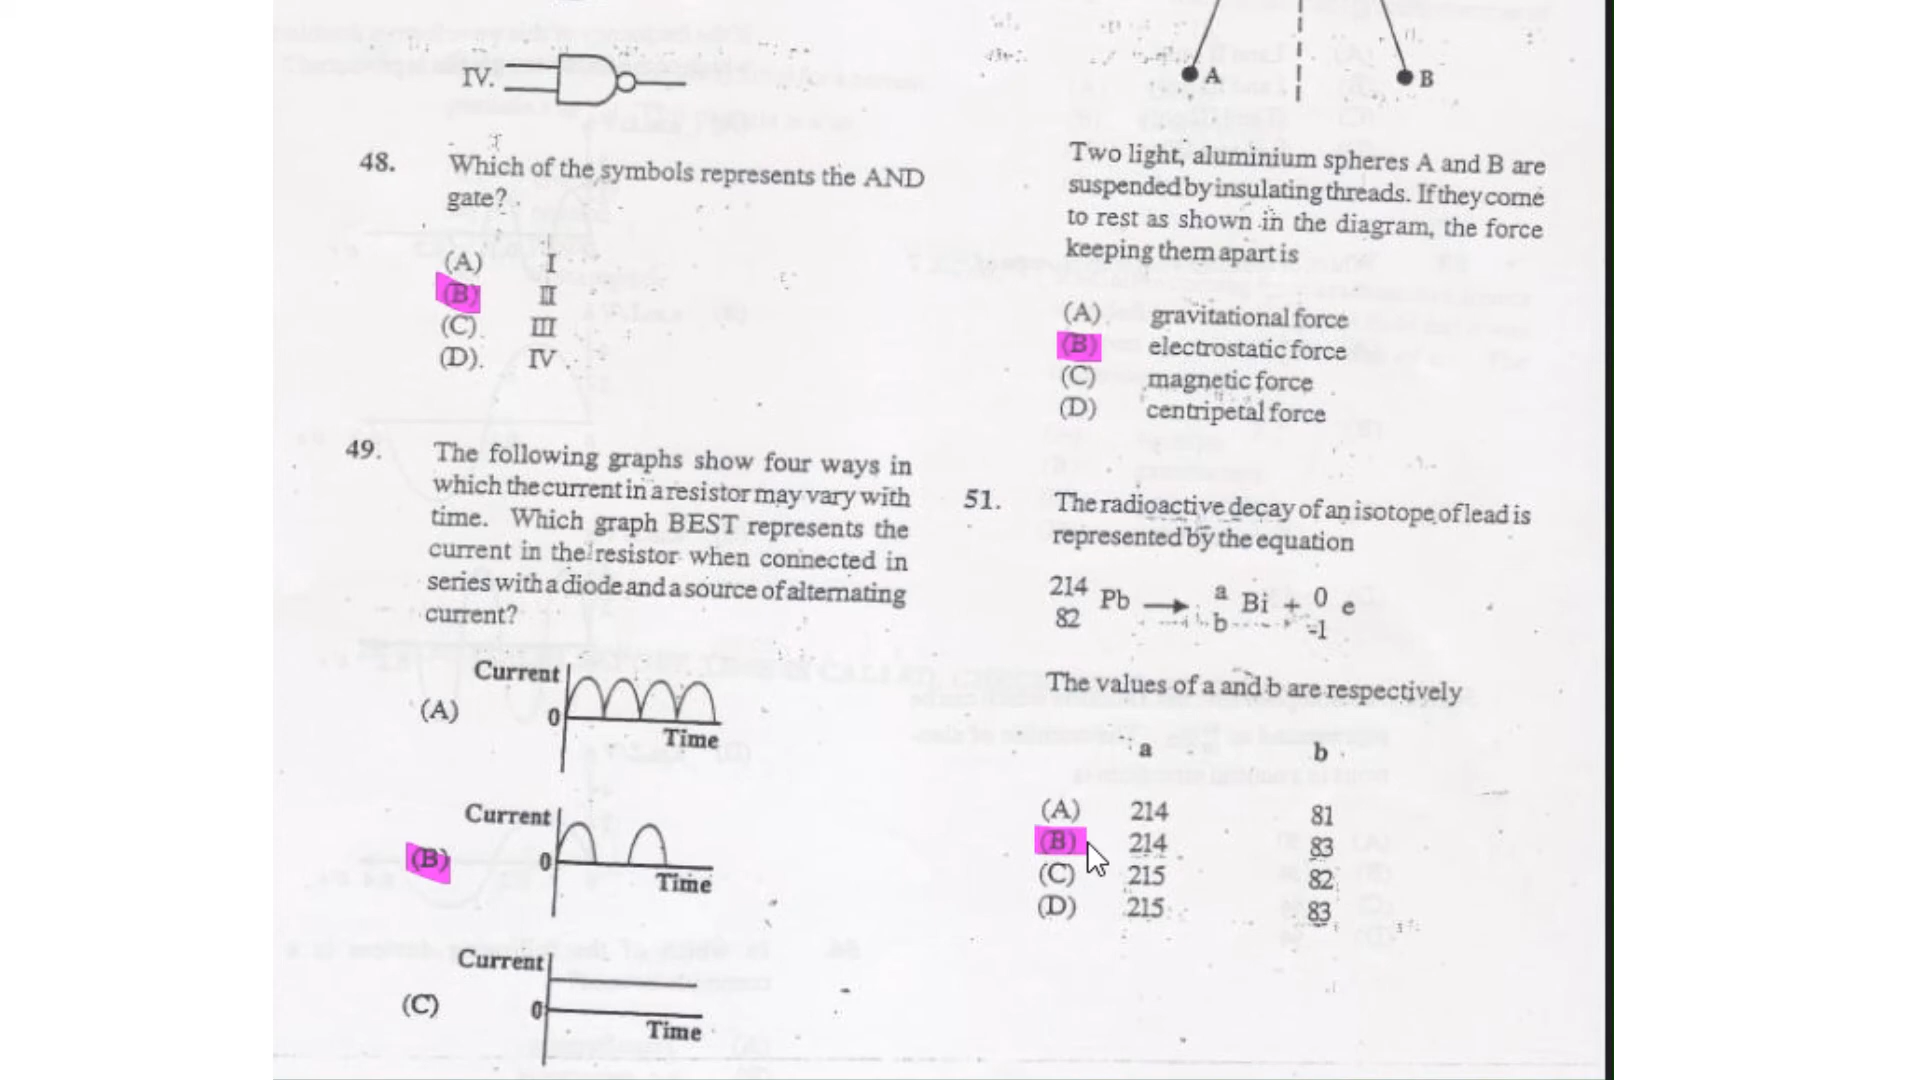 IV.
48. Which of the symbols represents the AND
gate?
(A) I
(B) II
(C). III
(D). IV
49. The following graphs show four ways in
which the current in a resistor may vary with
time. Which graph BEST represents the
current in the resistor when connected in
series with a diode and a source of alternating
current?
Current
(A) 0
Time
Current
(B) 0
Time
Current
(C) 0
Time
A B
Two light, aluminium spheres A and B are
suspended by insulating threads. If they come
to rest as shown in the diagram, the force
keeping them apart is
(A) gravitational force
(B) electrostatic force
(C) magnetic force
(D) centripetal force
51. The radioactive decay of an isotope of lead is
represented by the equation
214 a 0
Pb → Bi + e
82 b -1
The values of a and b are respectively
a b
(A) 214 81
(B) 214 83
(C) 215 82
(D) 215 83